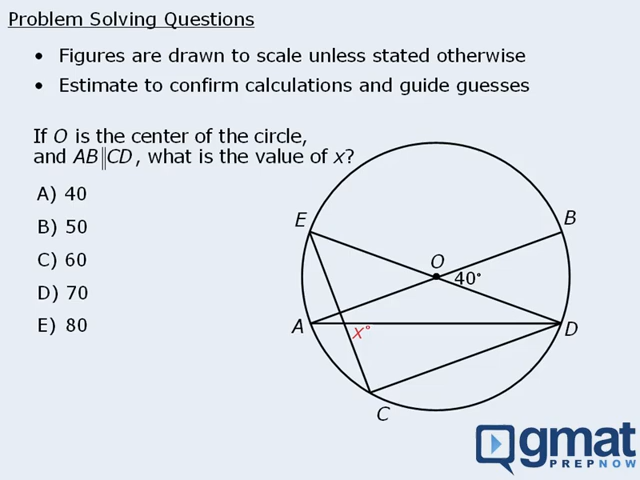 Problem Solving Questions
• Figures are drawn to scale unless stated otherwise
• Estimate to confirm calculations and guide guesses
If O is the center of the circle,
and AB||CD, what is the value of x?
A) 40
B) 50
C) 60
D) 70
E) 80
E
B
O
40°
A
x°
D
C
gmat
PREPNOW